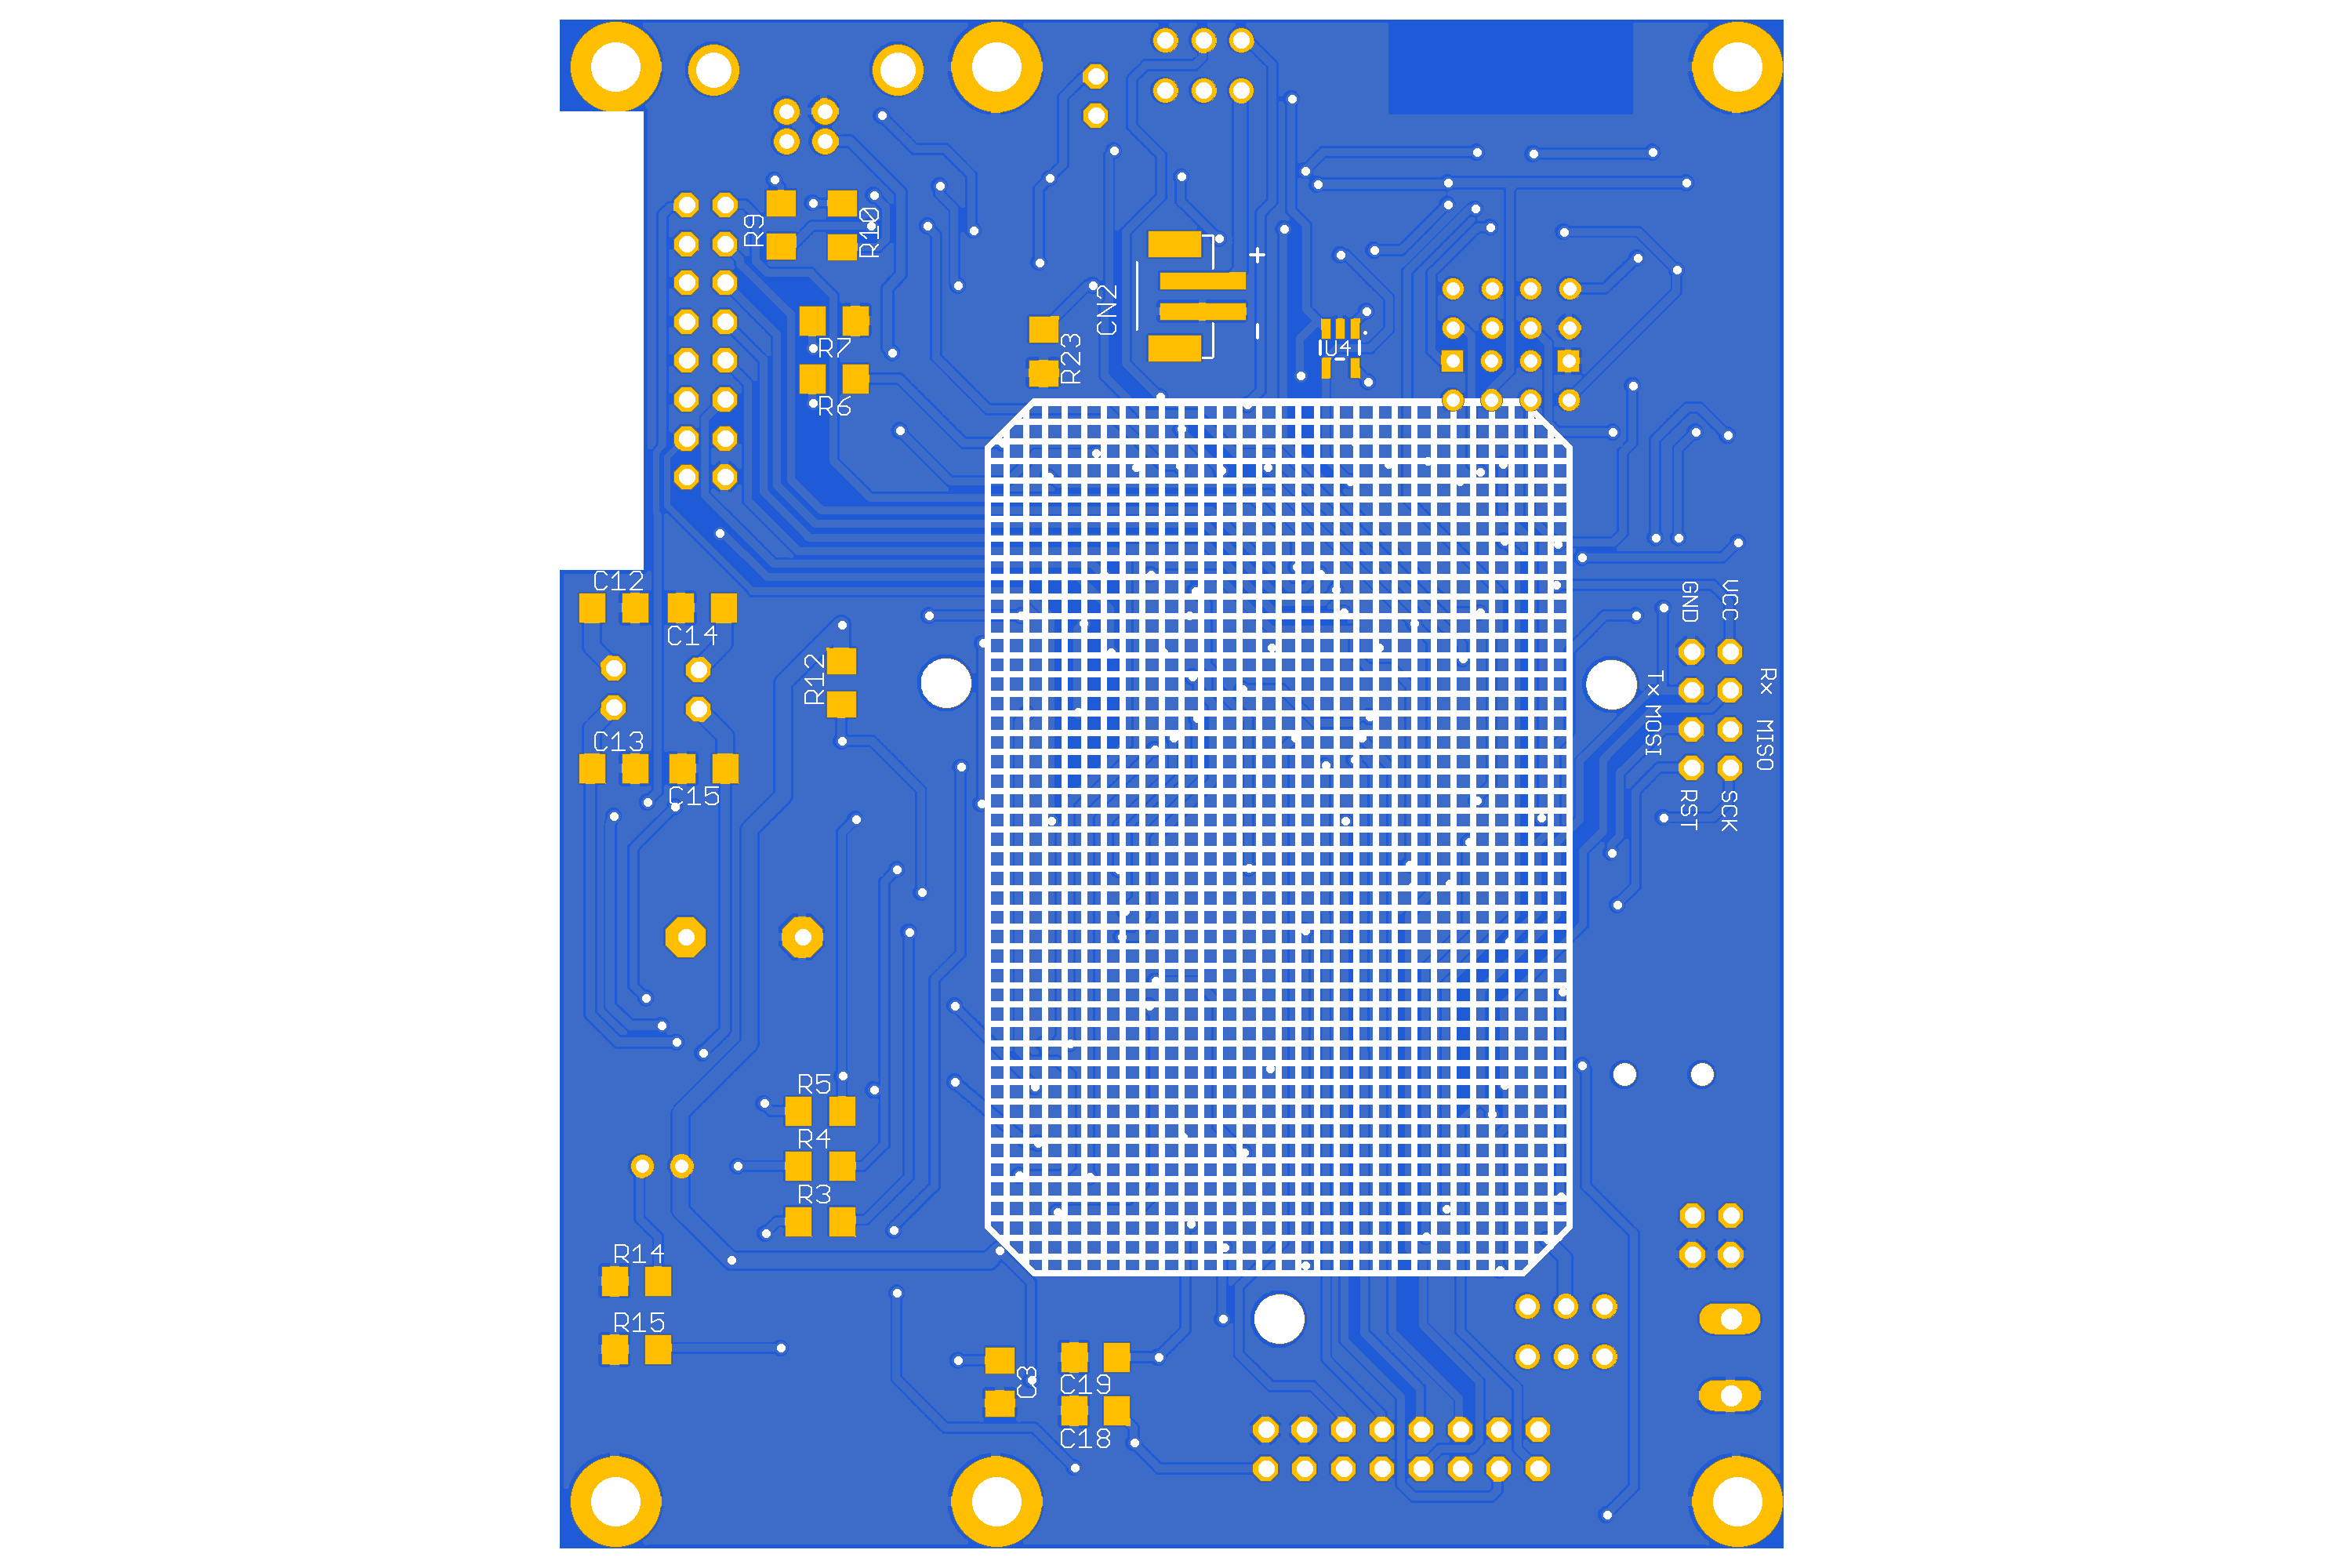 R9
R10
+
CN2
-
R7
R23
U4
R6
C12
GND
VCC
C14
R12
Tx
Rx
MOSI
MISO
C13
C15
RST
SCK
R5
R4
R3
R14
R15
C3
C19
C18